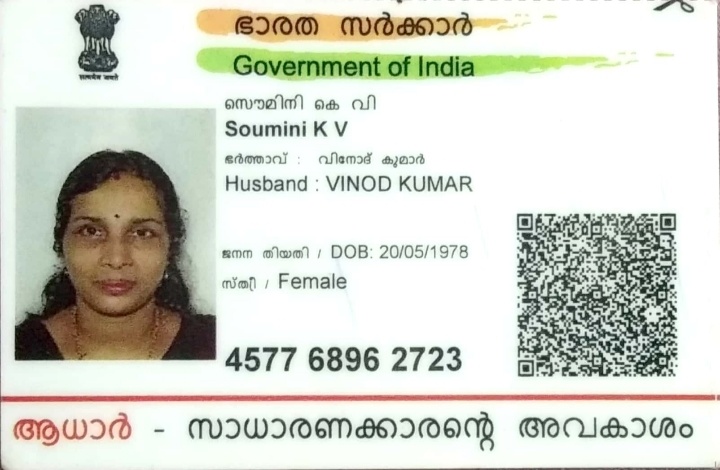 सत्यमेव जयते
ഭാരത സർക്കാർ
Government of India
സൌമിനി കെ വി
Soumini K V
ഭർത്താവ് : വിനോദ് കുമാർ
Husband : VINOD KUMAR
ജനന തിയതി / DOB: 20/05/1978
സ്ത്രീ / Female
4577 6896 2723
ആധാർ - സാധാരണക്കാരന്റെ അവകാശം